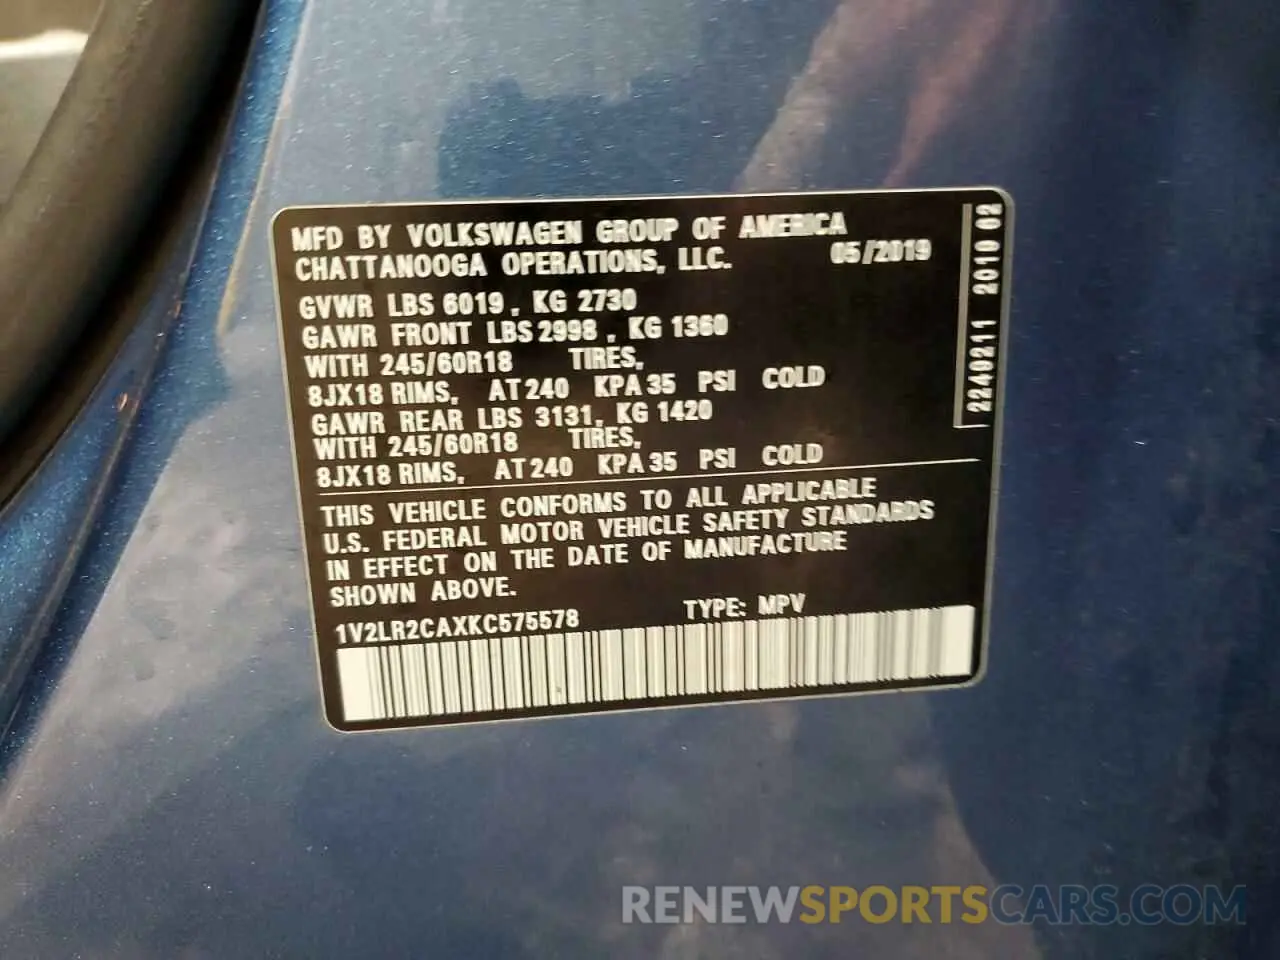 MFD BY VOLKSWAGEN GROUP OF AMERICA
CHATTANOOGA OPERATIONS, LLC. 05/2019
GVWR LBS 6019, KG 2730
GAWR FRONT LBS 2998, KG 1360
WITH 245/60R18 TIRES,
8JX18 RIMS, AT 240 KPA 35 PSI COLD
GAWR REAR LBS 3131, KG 1420
WITH 245/60R18 TIRES,
8JX18 RIMS, AT 240 KPA 35 PSI COLD
THIS VEHICLE CONFORMS TO ALL APPLICABLE
U.S. FEDERAL MOTOR VEHICLE SAFETY STANDARDS
IN EFFECT ON THE DATE OF MANUFACTURE
SHOWN ABOVE.
1V2LR2CAXKC575578 TYPE: MPV
2249211 2010 02
RENEWSPORTSCARS.COM